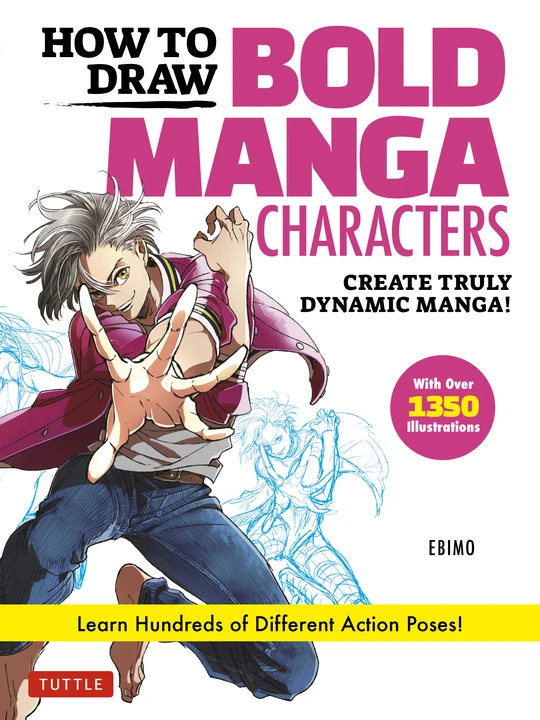 HOW TO
DRAW
BOLD
MANGA
CHARACTERS
CREATE TRULY
DYNAMIC MANGA!
With Over
1350
Illustrations
EBIMO
Learn Hundreds of Different Action Poses!
TUTTLE